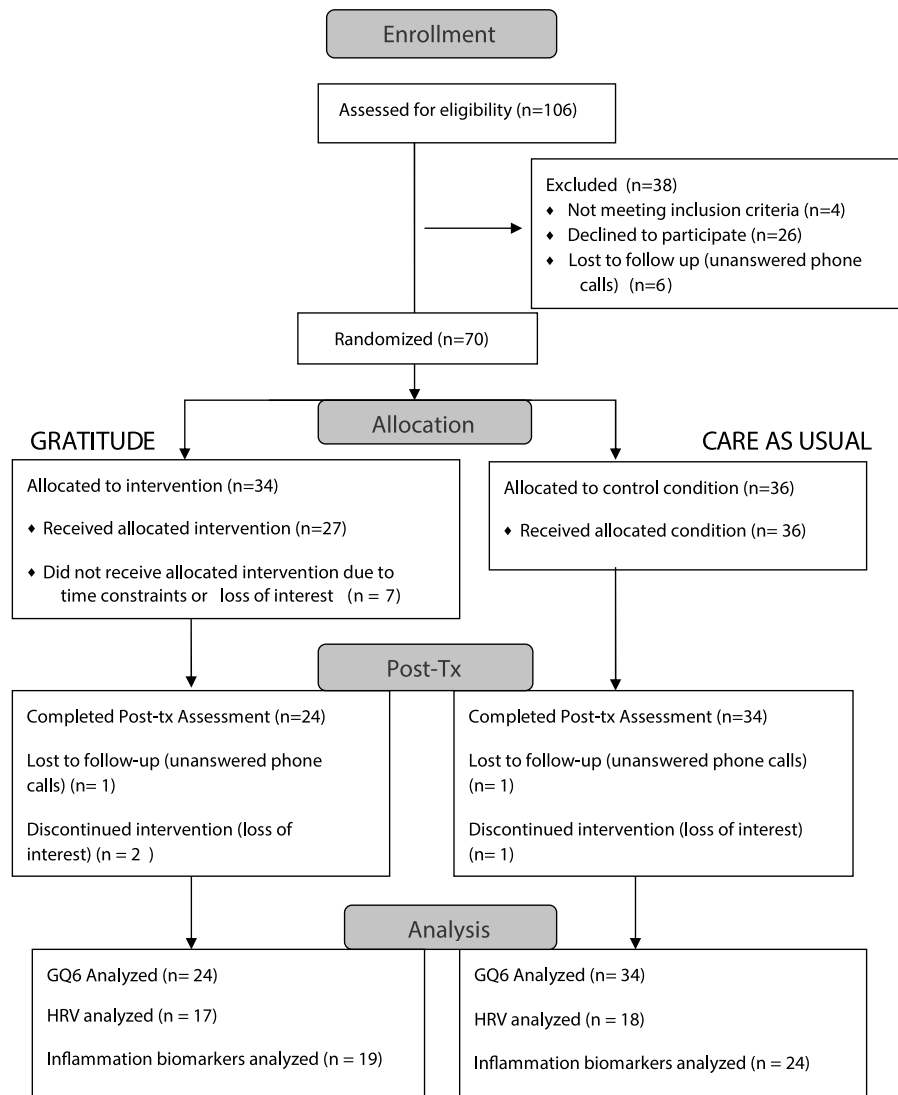 Enrollment
Assessed for eligibility (n=106)
Excluded (n=38)
♦ Not meeting inclusion criteria (n=4)
♦ Declined to participate (n=26)
♦ Lost to follow up (unanswered phone
calls) (n=6)
Randomized (n=70)
Allocation
GRATITUDE
Allocated to intervention (n=34)
♦ Received allocated intervention (n=27)
♦ Did not receive allocated intervention due to
time constraints or loss of interest (n = 7)
CARE AS USUAL
Allocated to control condition (n=36)
♦ Received allocated condition (n= 36)
Post-Tx
Completed Post-tx Assessment (n=24)
Lost to follow-up (unanswered phone
calls) (n= 1)
Discontinued intervention (loss of
interest) (n = 2 )
Completed Post-tx Assessment (n=34)
Lost to follow-up (unanswered phone calls)
(n= 1)
Discontinued intervention (loss of interest)
(n= 1)
Analysis
GQ6 Analyzed (n= 24)
HRV analyzed (n = 17)
Inflammation biomarkers analyzed (n = 19)
GQ6 Analyzed (n= 34)
HRV analyzed (n = 18)
Inflammation biomarkers analyzed (n = 24)